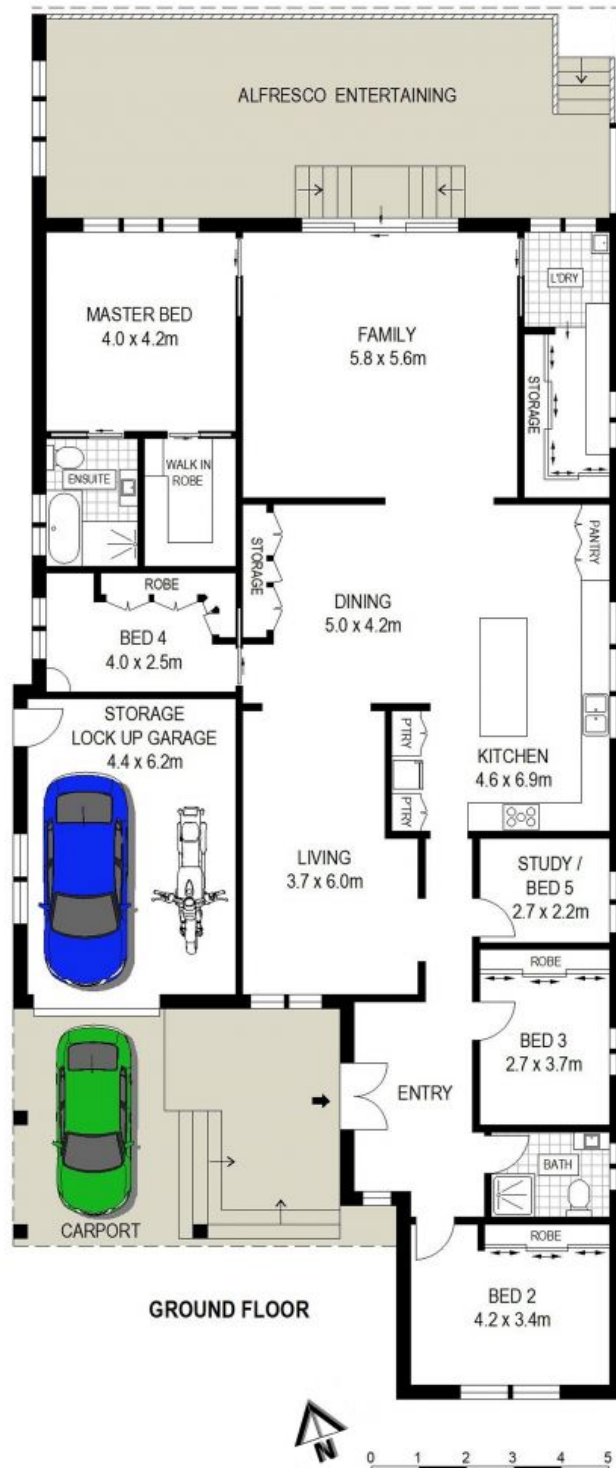 ALFRESCO ENTERTAINING
MASTER BED
4.0 x 4.2m
FAMILY
5.8 x 5.6m
L'DRY
STORAGE
ENSUITE
WALK IN
ROBE
STORAGE
PANTRY
ROBE
BED 4
4.0 x 2.5m
DINING
5.0 x 4.2m
STORAGE
LOCK UP GARAGE
4.4 x 6.2m
PTRY
PTRY
KITCHEN
4.6 x 6.9m
LIVING
3.7 x 6.0m
STUDY /
BED 5
2.7 x 2.2m
ROBE
BED 3
2.7 x 3.7m
ENTRY
BATH
CARPORT
ROBE
BED 2
4.2 x 3.4m
GROUND FLOOR
N
0 1 2 3 4 5